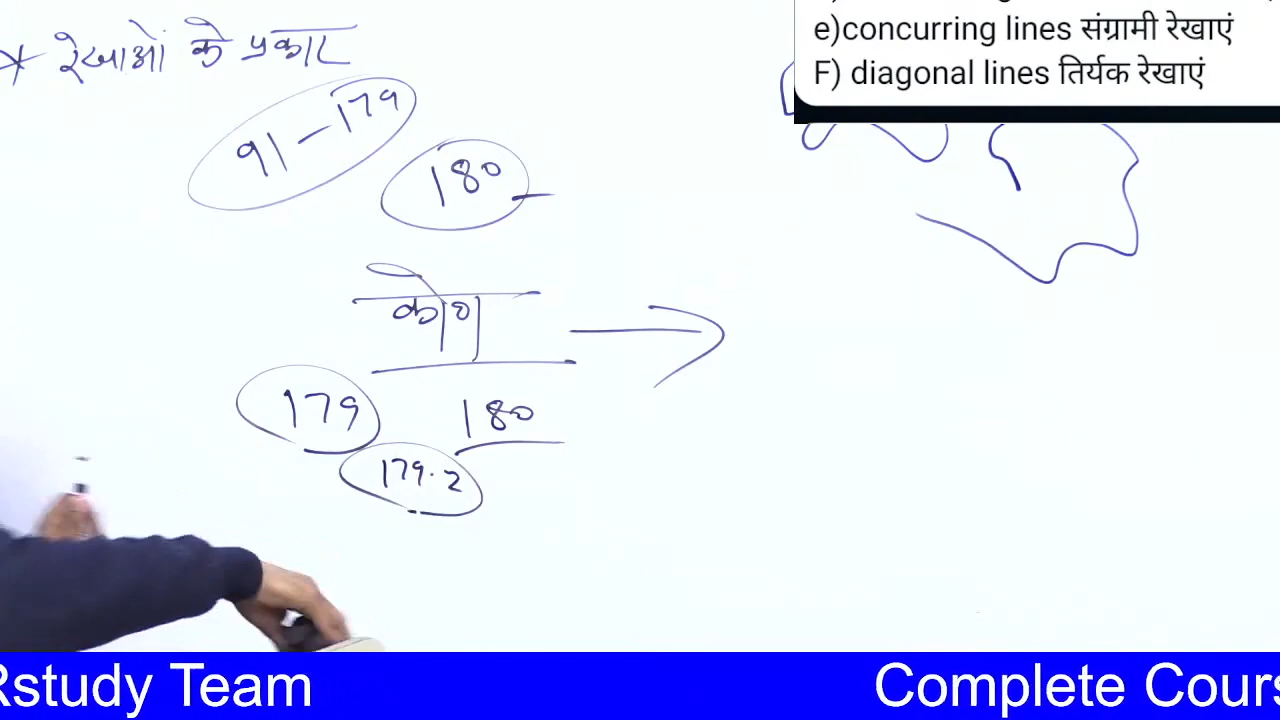 * रेखाओं के प्रकार
91 - 179
180
कोण
179
180
179.2
e)concurring lines संग्रामी रेखाएं
F) diagonal lines तिर्यक रेखाएं
Rstudy Team
Complete Cours